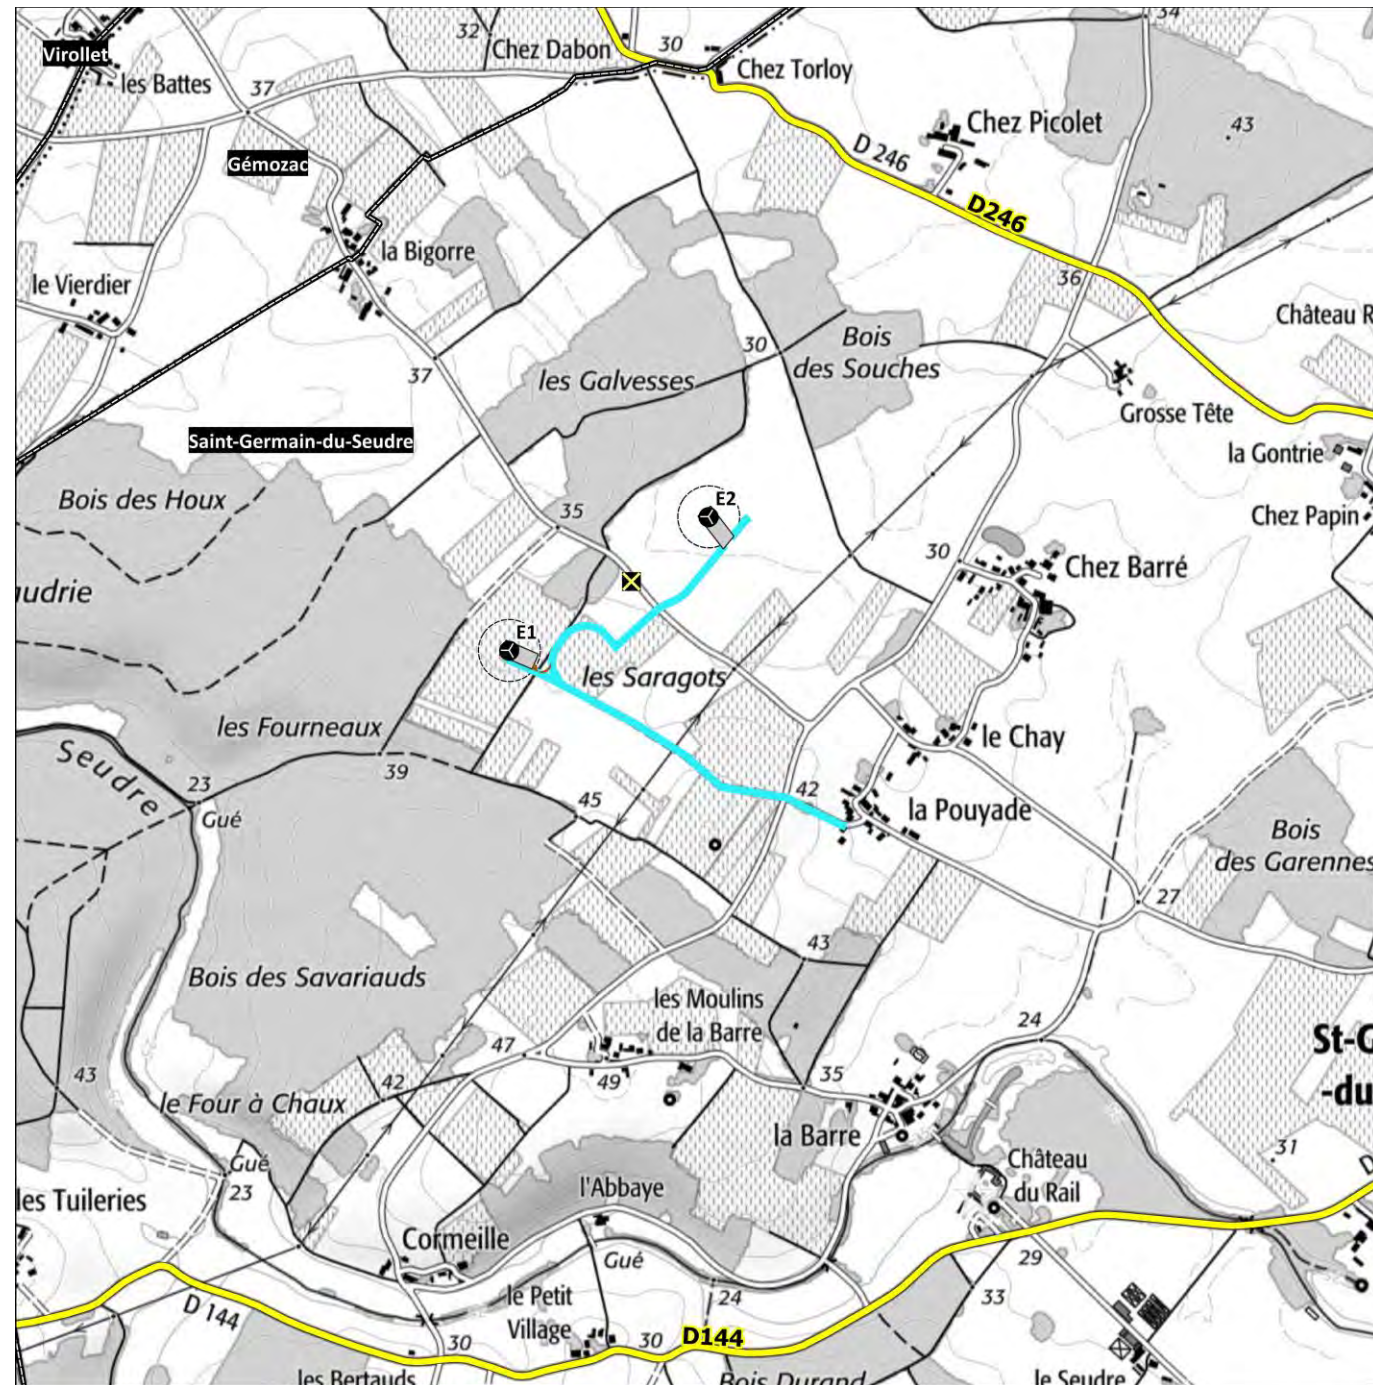 34
32
Chez Dabon
30
Virollet
les Battes
Chez Torloy
37
Chez Picolet
43
D 246
Gémozac
D246
la Bigorre
le Vierdier
36
Château R
30
Bois
des Souches
37
les Galvesses
Grosse Tête
Saint-Germain-du-Seudre
la Gontrie
Bois des Houx
E2
35
Chez Papin
30
Chez Barré
udrie
E1
les Saragots
les Fourneaux
le Chay
Seudre
39
23
Gué
45
42
la Pouyade
Bois
des Garennes
27
43
Bois des Savariauds
les Moulins
de la Barre
24
St-G
-du
47
43
42
49
35
le Four à Chaux
la Barre
31
Gué
23
Château
du Rail
D
les Tuileries
l'Abbaye
Cormeille
29
Gué
24
33
D 144
le Petit
Village
30
30
D144
les Bertauds
Bois Durand
le Seudre